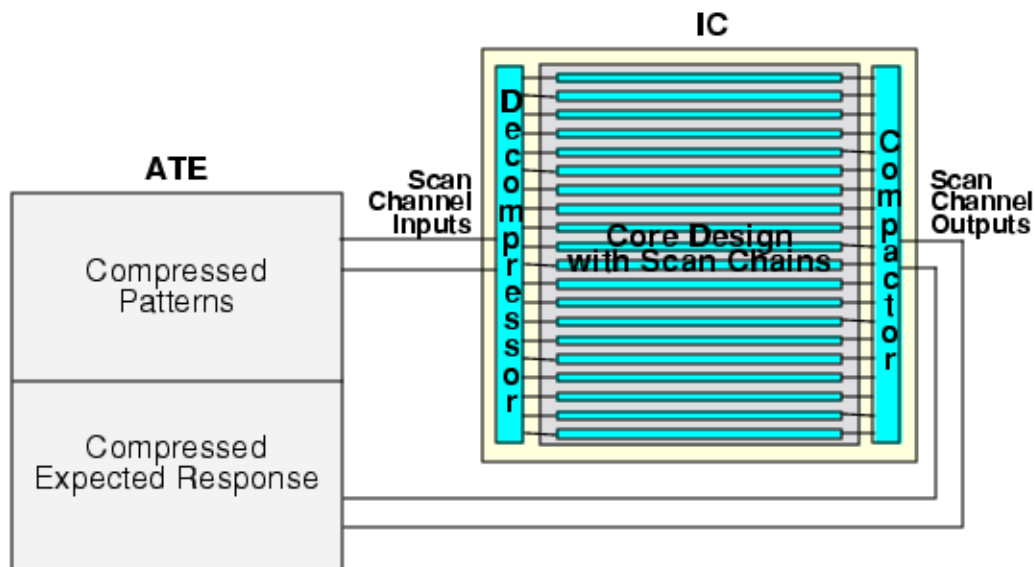 IC
ATE
Scan
Channel
Inputs
Decompressor
Core Design
with Scan Chains
Compactor
Scan
Channel
Outputs
Compressed
Patterns
Compressed
Expected Response